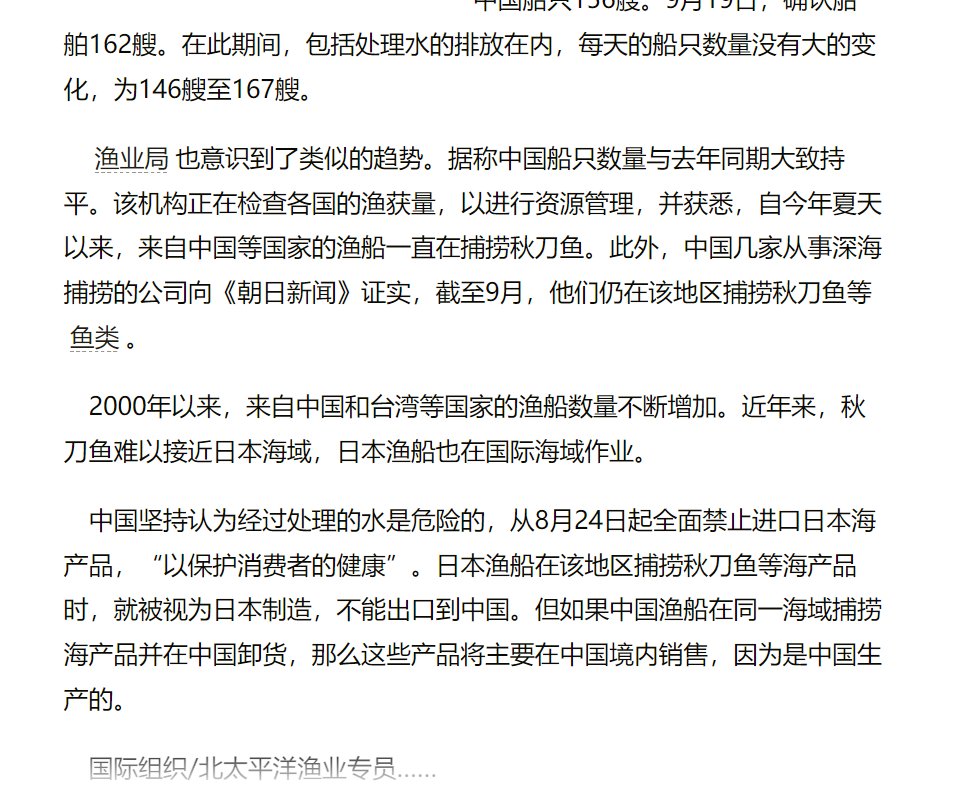 中国船只156艘。9月19日，确认船
舶162艘。在此期间，包括处理水的排放在内，每天的船只数量没有大的变
化，为146艘至167艘。
渔业局 也意识到了类似的趋势。据称中国船只数量与去年同期大致持
平。该机构正在检查各国的渔获量，以进行资源管理，并获悉，自今年夏天
以来，来自中国等国家的渔船一直在捕捞秋刀鱼。此外，中国几家从事深海
捕捞的公司向《朝日新闻》证实，截至9月，他们仍在该地区捕捞秋刀鱼等
鱼类 。
2000年以来，来自中国和台湾等国家的渔船数量不断增加。近年来，秋
刀鱼难以接近日本海域，日本渔船也在国际海域作业。
中国坚持认为经过处理的水是危险的，从8月24日起全面禁止进口日本海
产品，“以保护消费者的健康”。日本渔船在该地区捕捞秋刀鱼等海产品
时，就被视为日本制造，不能出口到中国。但如果中国渔船在同一海域捕捞
海产品并在中国卸货，那么这些产品将主要在中国境内销售，因为是中国生
产的。
国际组织/北太平洋渔业专员……